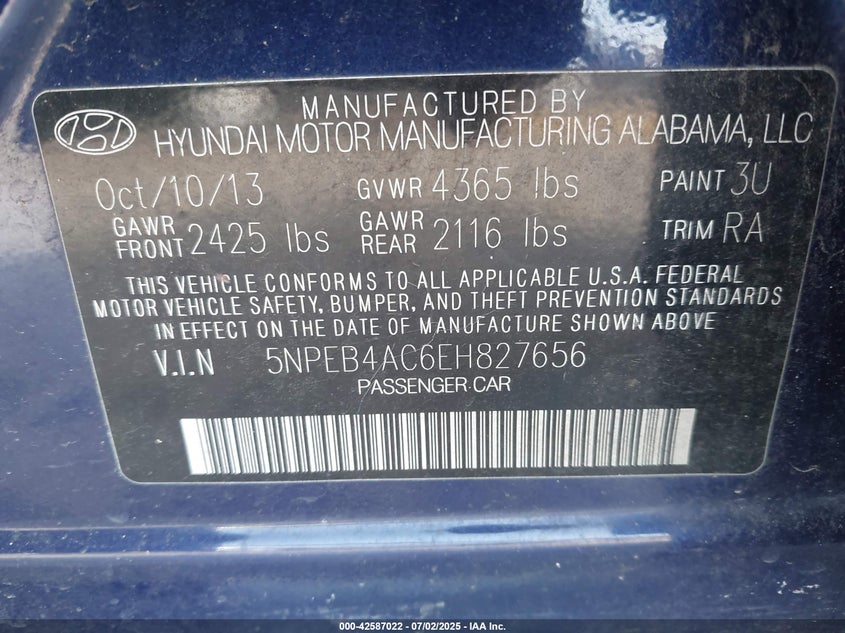 MANUFACTURED BY
HYUNDAI MOTOR MANUFACTURING ALABAMA, LLC
Oct/10/13 GVWR 4365 lbs PAINT 3U
GAWR FRONT 2425 lbs GAWR REAR 2116 lbs TRIM RA
THIS VEHICLE CONFORMS TO ALL APPLICABLE U.S.A. FEDERAL
MOTOR VEHICLE SAFETY, BUMPER, AND THEFT PREVENTION STANDARDS
IN EFFECT ON THE DATE OF MANUFACTURE SHOWN ABOVE
V.I.N 5NPEB4AC6EH827656
PASSENGER CAR
000-42587022 - 07/02/2025 - IAA Inc.